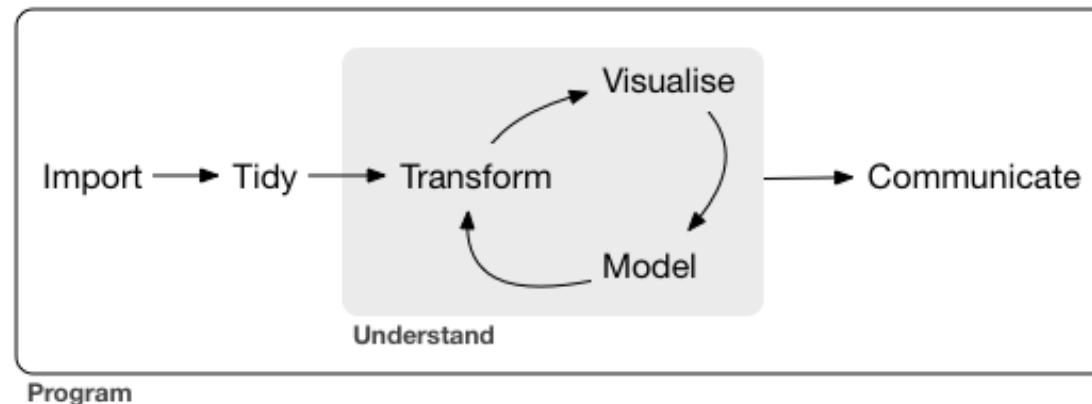 Visualise
Import Tidy Transform Communicate
Model
Understand
Program